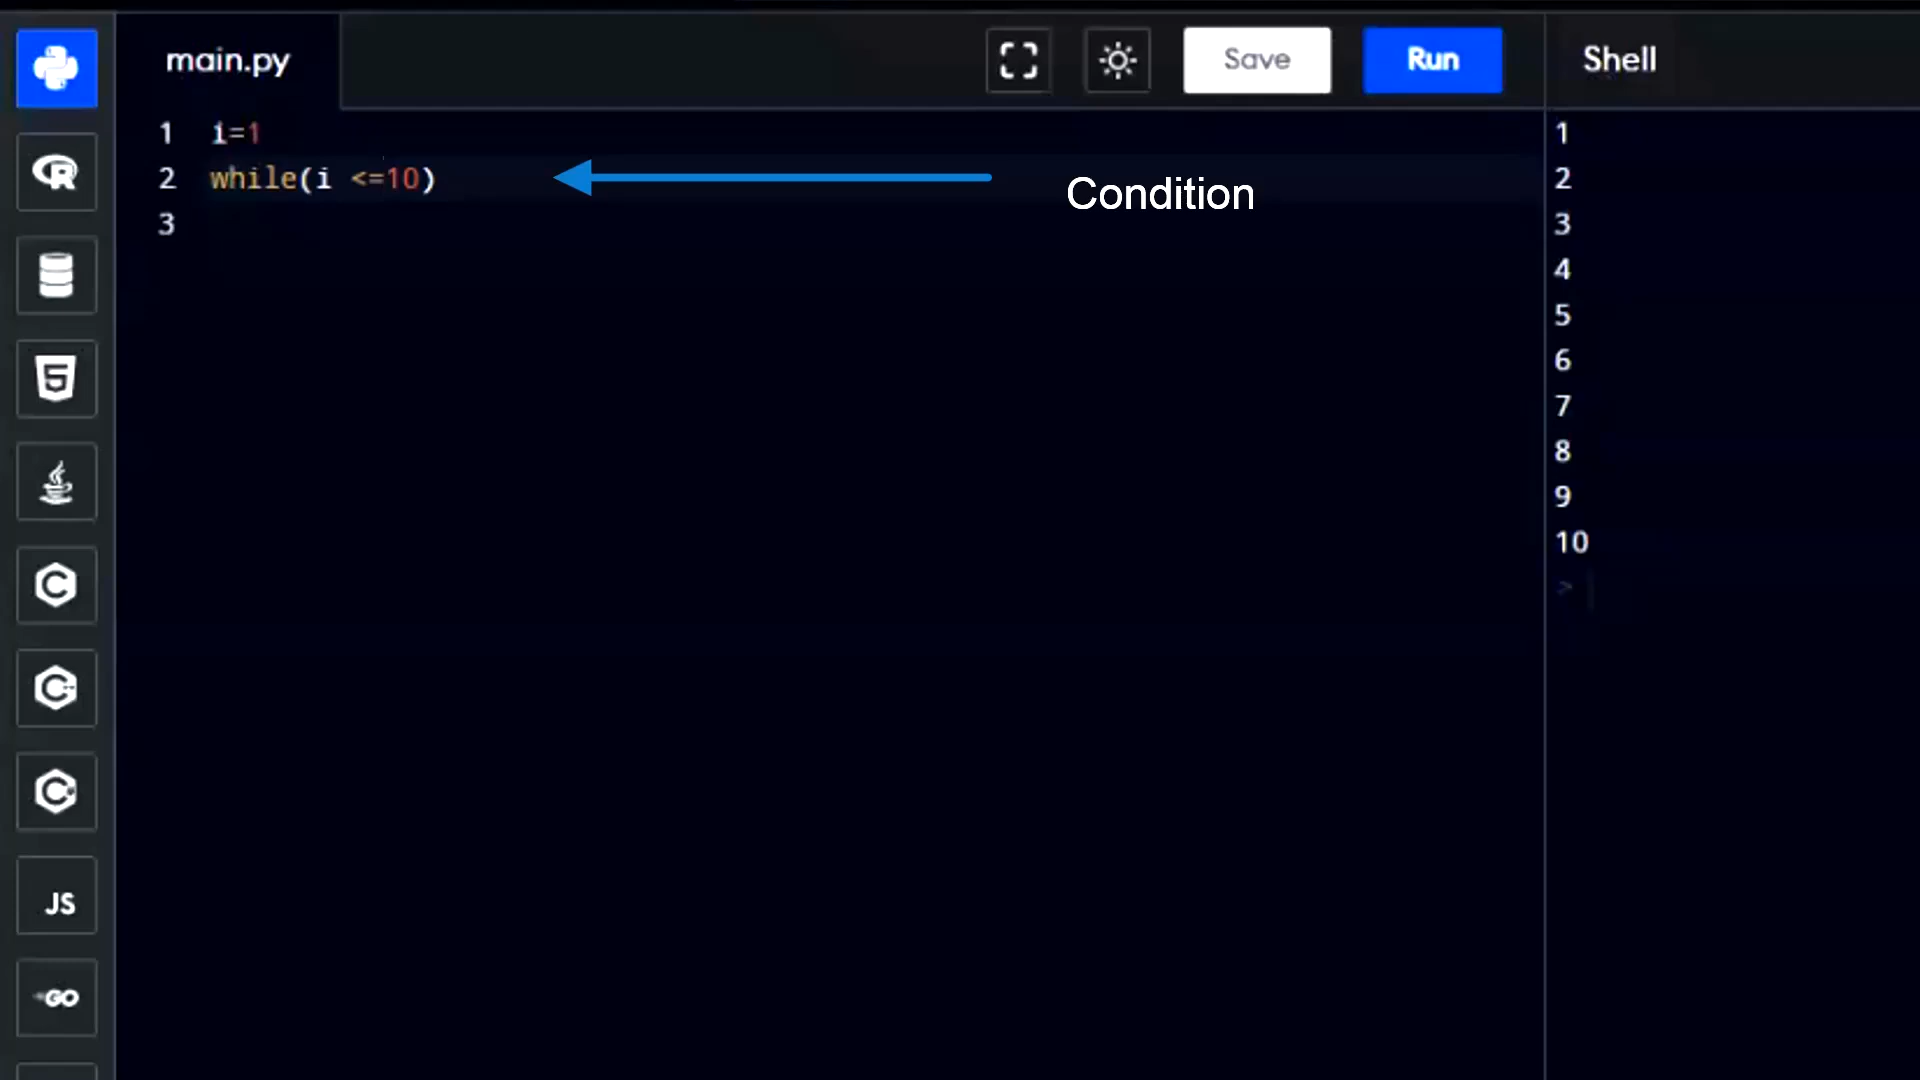 main.py
Save
Run
Shell
1 i=1
2 while(i <=10)
3
Condition
1
2
3
4
5
6
7
8
9
10
>
R
5
C
C
C
JS
GO